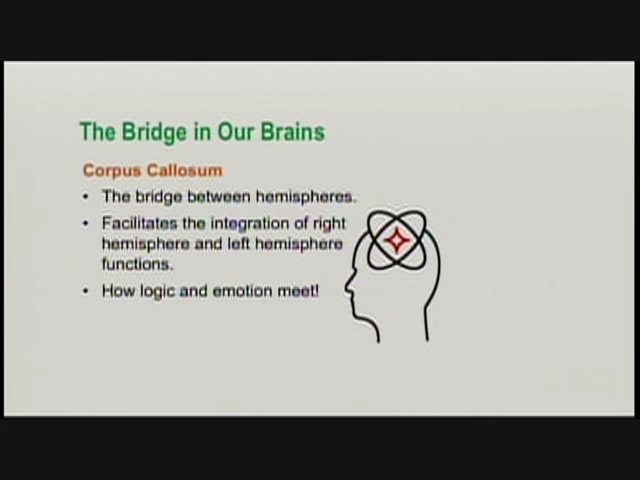 The Bridge in Our Brains
Corpus Callosum
• The bridge between hemispheres.
• Facilitates the integration of right
hemisphere and left hemisphere
functions.
• How logic and emotion meet!